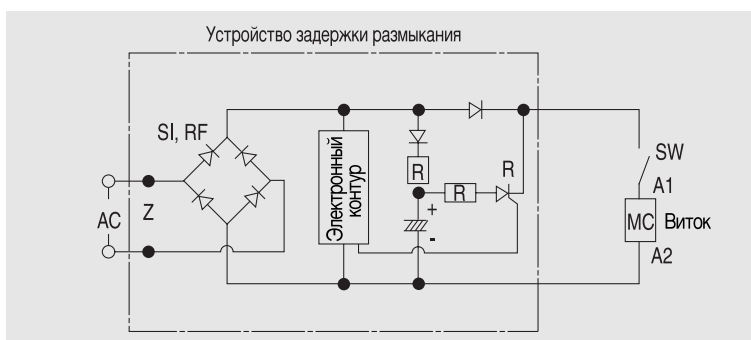 Устройство задержки размыкания
SI, RF
Электронный
контур
R
R
R
+
-
SW
A1
AC
Z
MC
Виток
A2